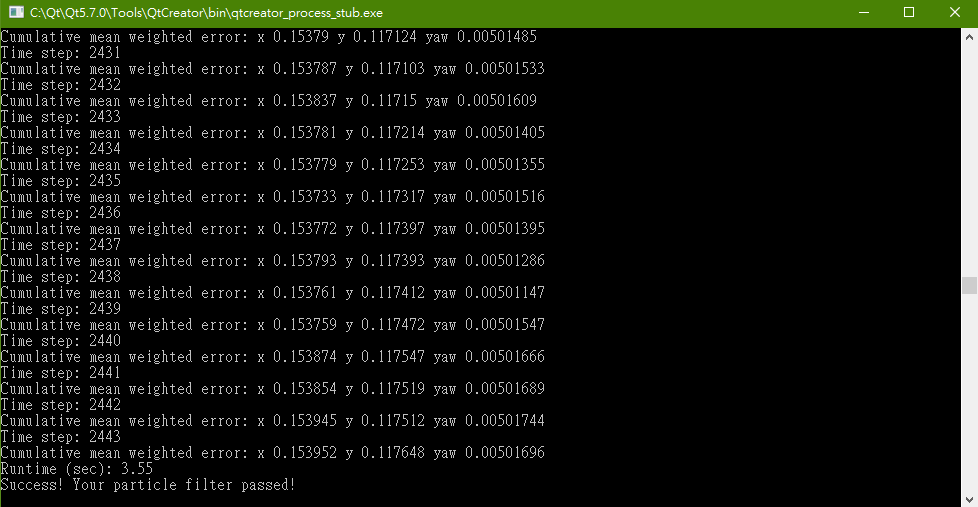 C:\Qt\Qt5.7.0\Tools\QtCreator\bin\qtcreator_process_stub.exe
Cumulative mean weighted error: x 0.15379 y 0.117124 yaw 0.00501485
Time step: 2431
Cumulative mean weighted error: x 0.153787 y 0.117103 yaw 0.00501533
Time step: 2432
Cumulative mean weighted error: x 0.153837 y 0.11715 yaw 0.00501609
Time step: 2433
Cumulative mean weighted error: x 0.153781 y 0.117214 yaw 0.00501405
Time step: 2434
Cumulative mean weighted error: x 0.153779 y 0.117253 yaw 0.00501355
Time step: 2435
Cumulative mean weighted error: x 0.153733 y 0.117317 yaw 0.00501516
Time step: 2436
Cumulative mean weighted error: x 0.153772 y 0.117397 yaw 0.00501395
Time step: 2437
Cumulative mean weighted error: x 0.153793 y 0.117393 yaw 0.00501286
Time step: 2438
Cumulative mean weighted error: x 0.153761 y 0.117412 yaw 0.00501147
Time step: 2439
Cumulative mean weighted error: x 0.153759 y 0.117472 yaw 0.00501547
Time step: 2440
Cumulative mean weighted error: x 0.153874 y 0.117547 yaw 0.00501666
Time step: 2441
Cumulative mean weighted error: x 0.153854 y 0.117519 yaw 0.00501689
Time step: 2442
Cumulative mean weighted error: x 0.153945 y 0.117512 yaw 0.00501744
Time step: 2443
Cumulative mean weighted error: x 0.153952 y 0.117648 yaw 0.00501696
Runtime (sec): 3.55
Success! Your particle filter passed!